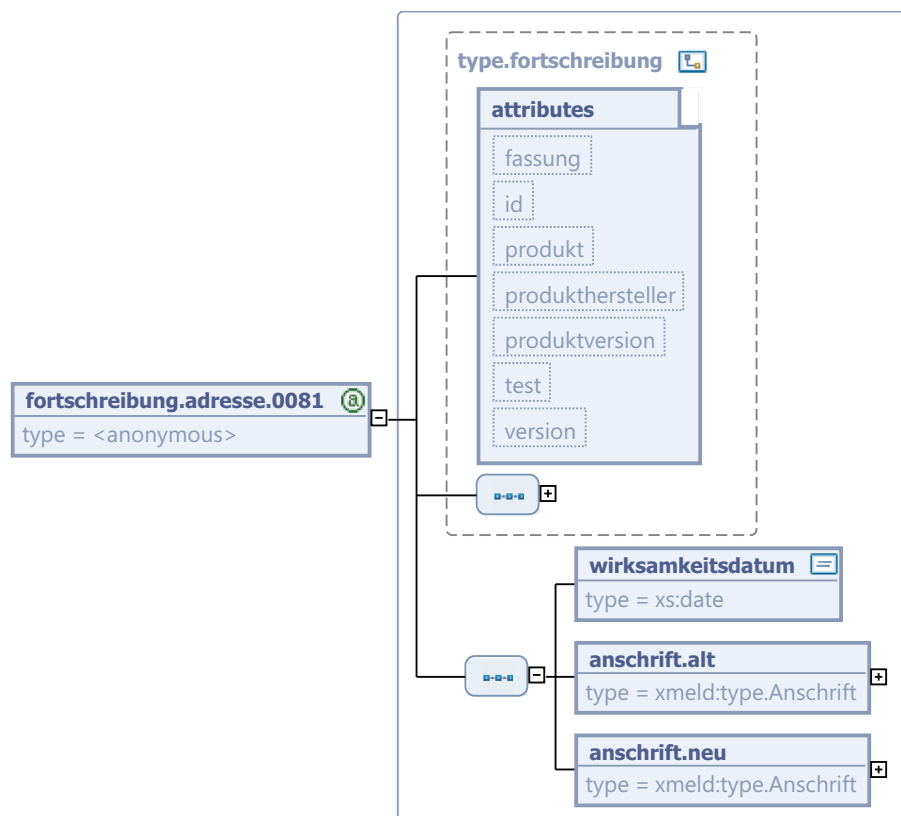 type.fortschreibung
attributes
fassung
id
produkt
produkthersteller
produktversion
test
version
fortschreibung.adresse.0081
type = <anonymous>
wirksamkeitsdatum
type = xs:date
anschrift.alt
type = xmeld:type.Anschrift
anschrift.neu
type = xmeld:type.Anschrift